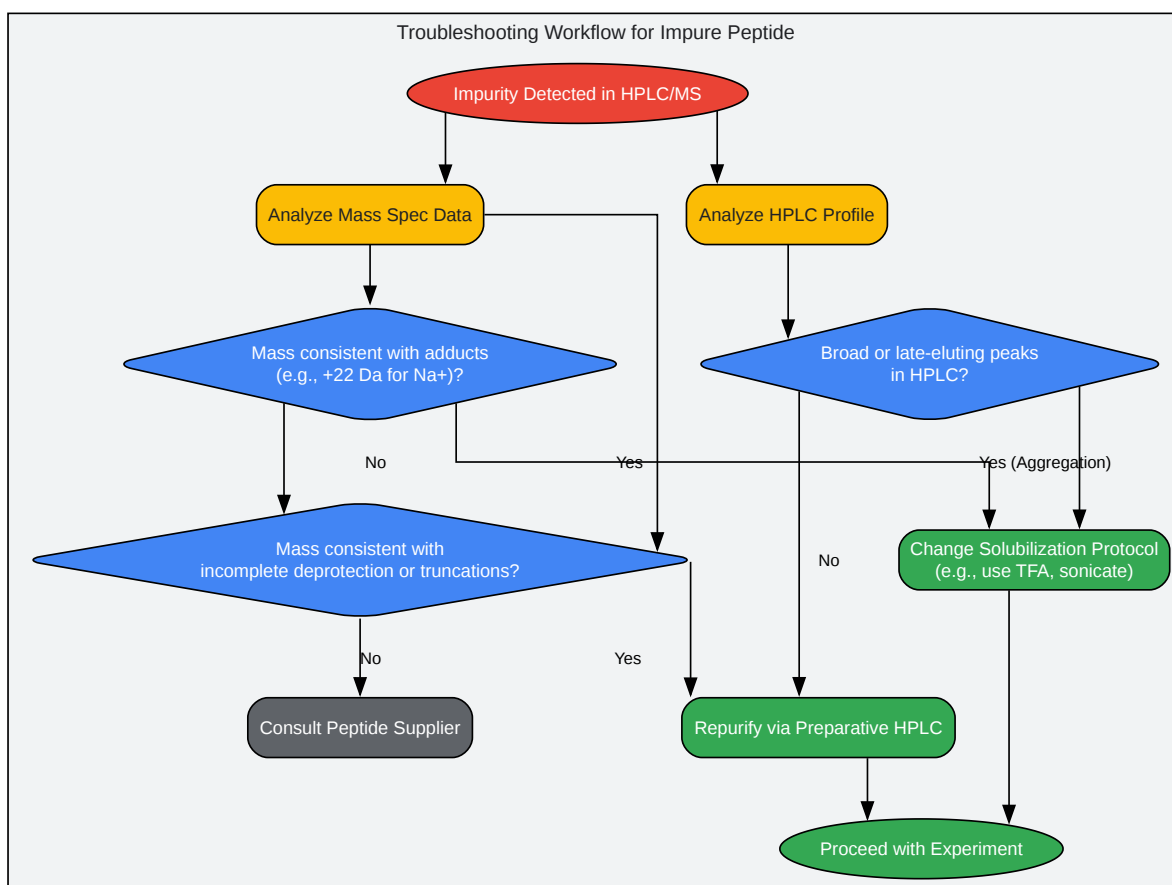 Troubleshooting Workflow for Impure Peptide
Impurity Detected in HPLC/MS
Analyze Mass Spec Data
Analyze HPLC Profile
Mass consistent with adducts
(e.g., +22 Da for Na+)?
Broad or late-eluting peaks
in HPLC?
No
Yes
Yes (Aggregation)
Mass consistent with
incomplete deprotection or truncations?
No
Change Solubilization Protocol
(e.g., use TFA, sonicate)
No
Yes
Consult Peptide Supplier
Repurify via Preparative HPLC
Proceed with Experiment